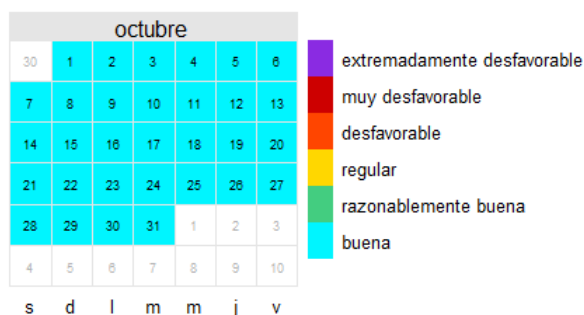 octubre
30 1 2 3 4 5 6
7 8 9 10 11 12 13
14 15 16 17 18 19 20
21 22 23 24 25 26 27
28 29 30 31 1 2 3
4 5 6 7 8 9 10
s d l m m j v
extremadamente desfavorable
muy desfavorable
desfavorable
regular
razonablemente buena
buena